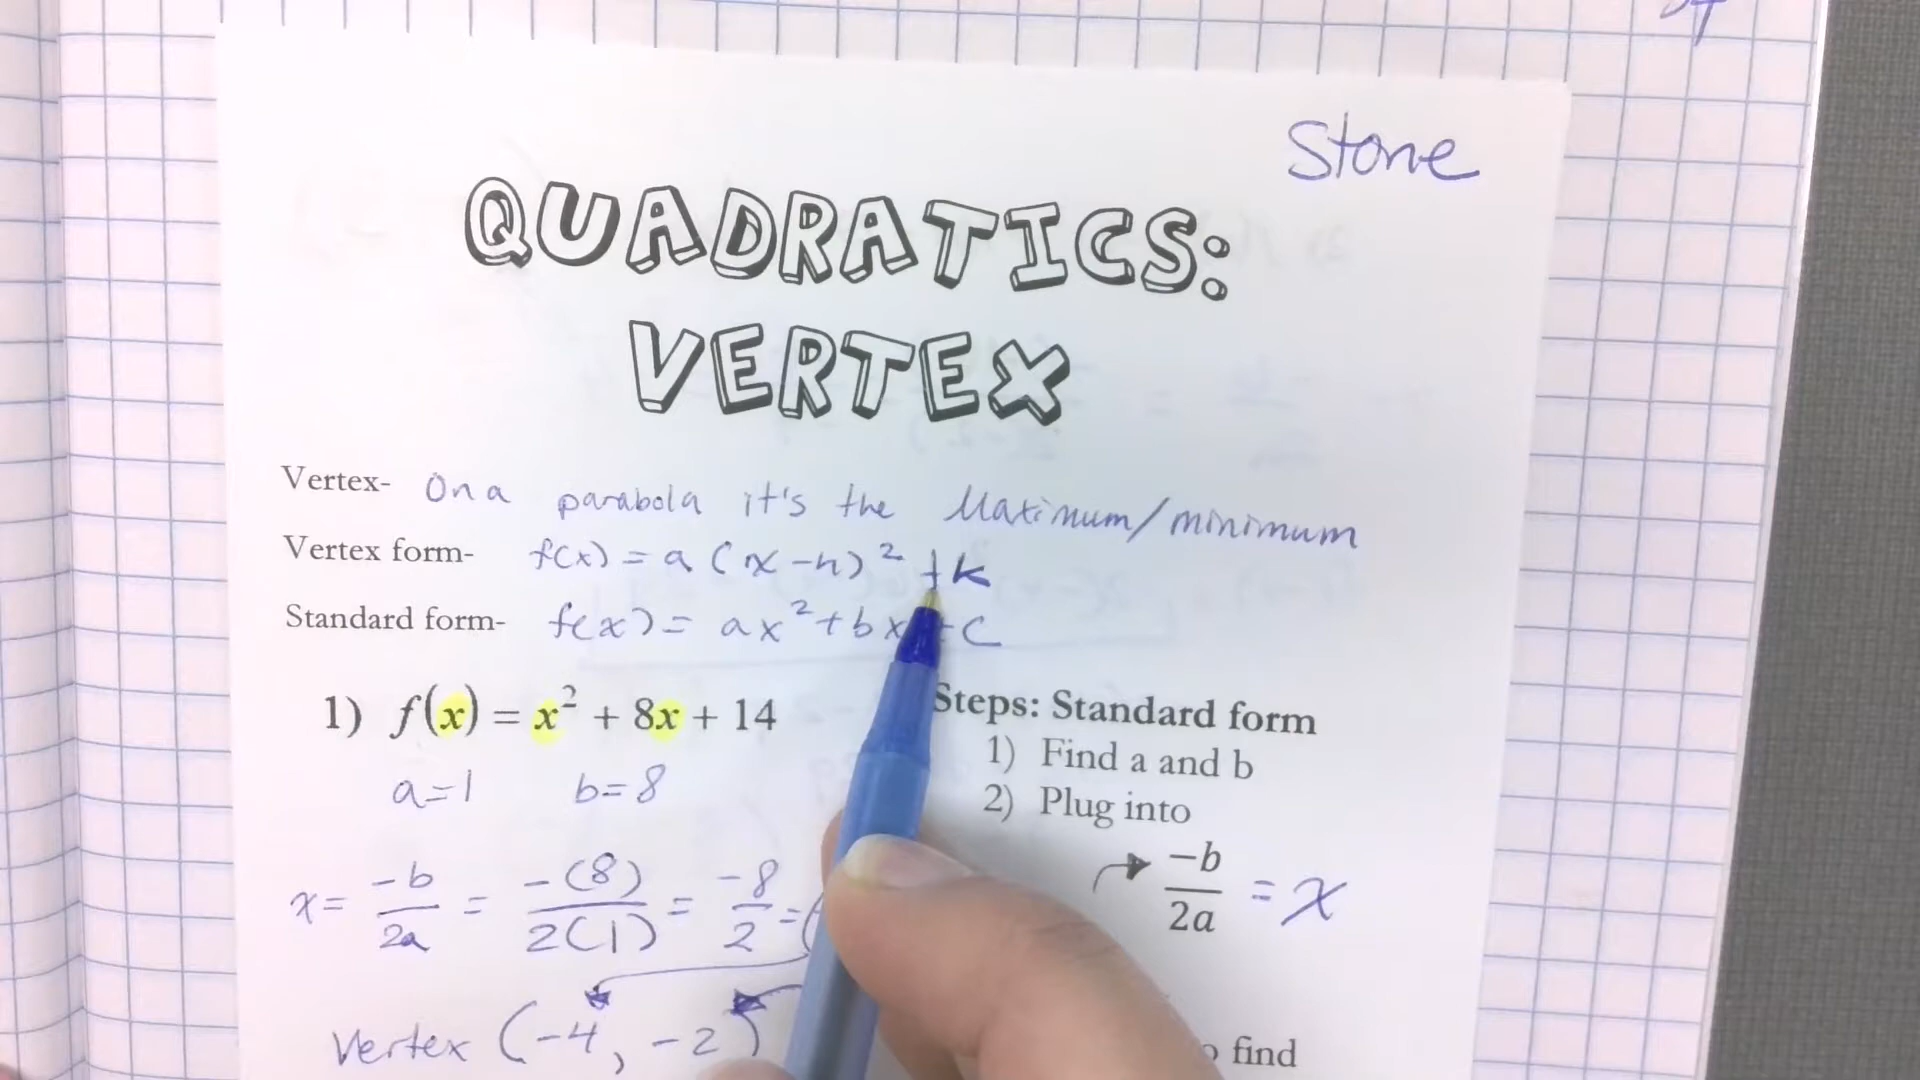 Stone
QUADRATICS:
VERTEX
Vertex- On a parabola it's the Maximum/minimum
Vertex form- f(x) = a (x-h)² + k
Standard form- f(x) = ax² + bx + C
1) f(x) = x² + 8x + 14
a=1 b=8
x= -b/2a = -(8)/2(1) = -8/2 = (
Vertex (-4, -2)
Steps: Standard form
1) Find a and b
2) Plug into
-b/2a = x
find